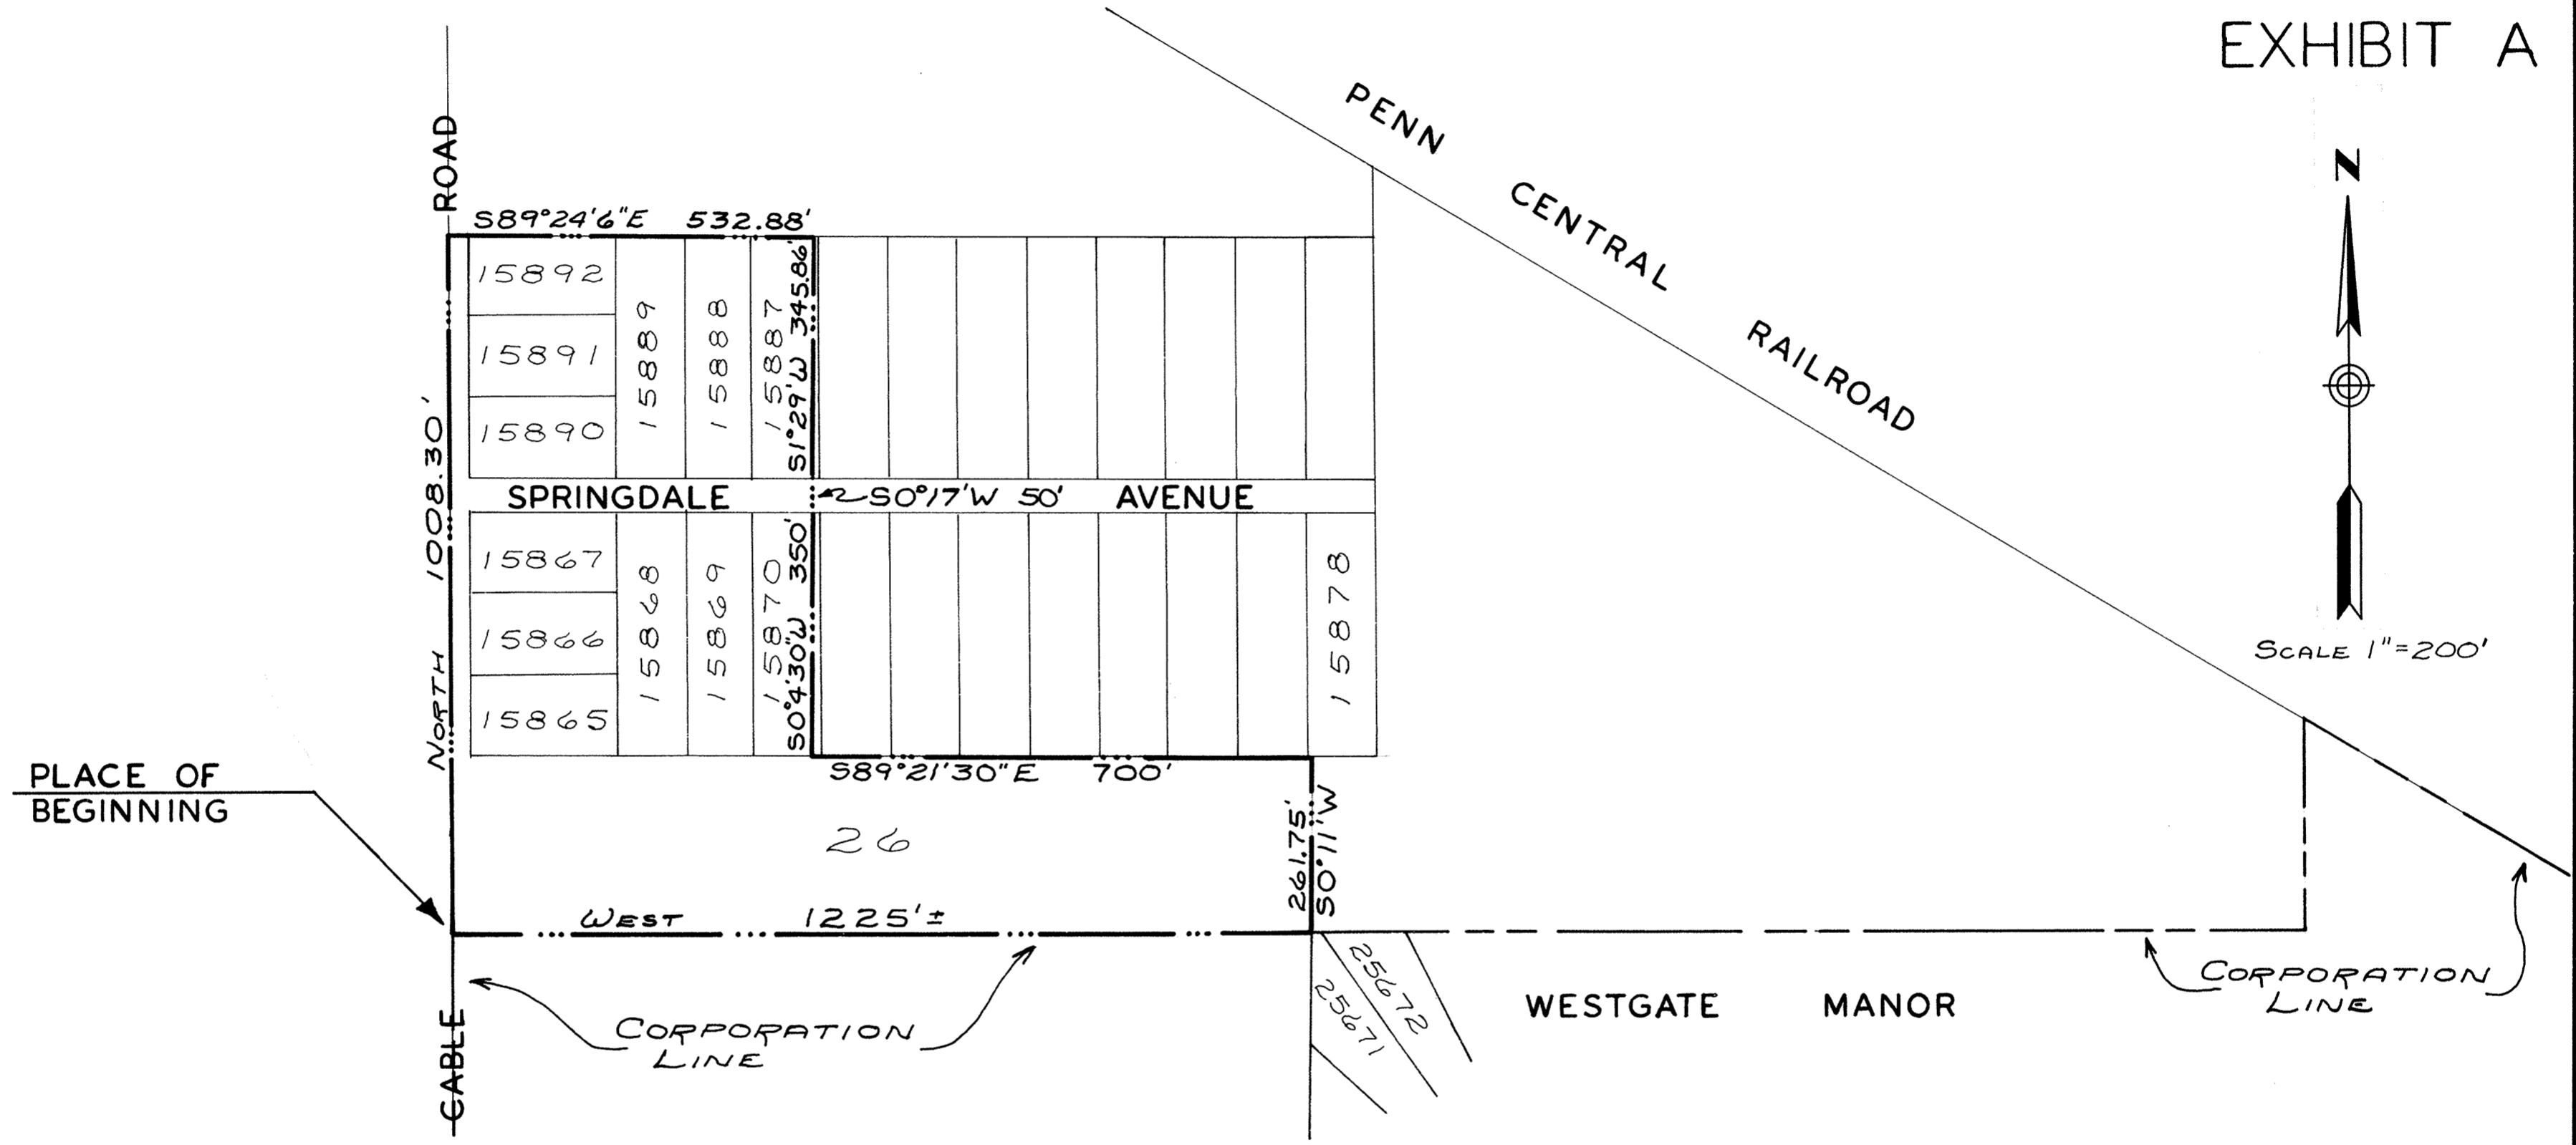 EXHIBIT A
PENN CENTRAL RAILROAD
N
SCALE 1"=200'
ROAD
S89°24'6"E 532.88'
15892
15891
15890
15889
15888
15887
S1°29'W 345.86'
NORTH 1008.30'
SPRINGDALE AVENUE
S0°17'W 50'
15867
15866
15865
15868
15869
15870
S0°4'30"W 350'
15878
S89°21'30"E 700'
PLACE OF
BEGINNING
26
261.75'
S0°11'W
WEST 1225'±
CORPORATION
LINE
CABLE
25672
25671
WESTGATE MANOR
CORPORATION
LINE